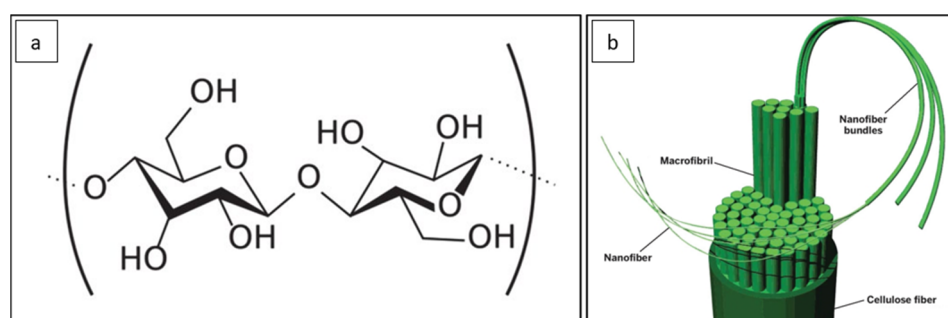 a
OH
O
O
HO
OH
O
HO
OH
O
OH
b
Nanofiber
bundles
Macrofibril
Nanofiber
Cellulose fiber